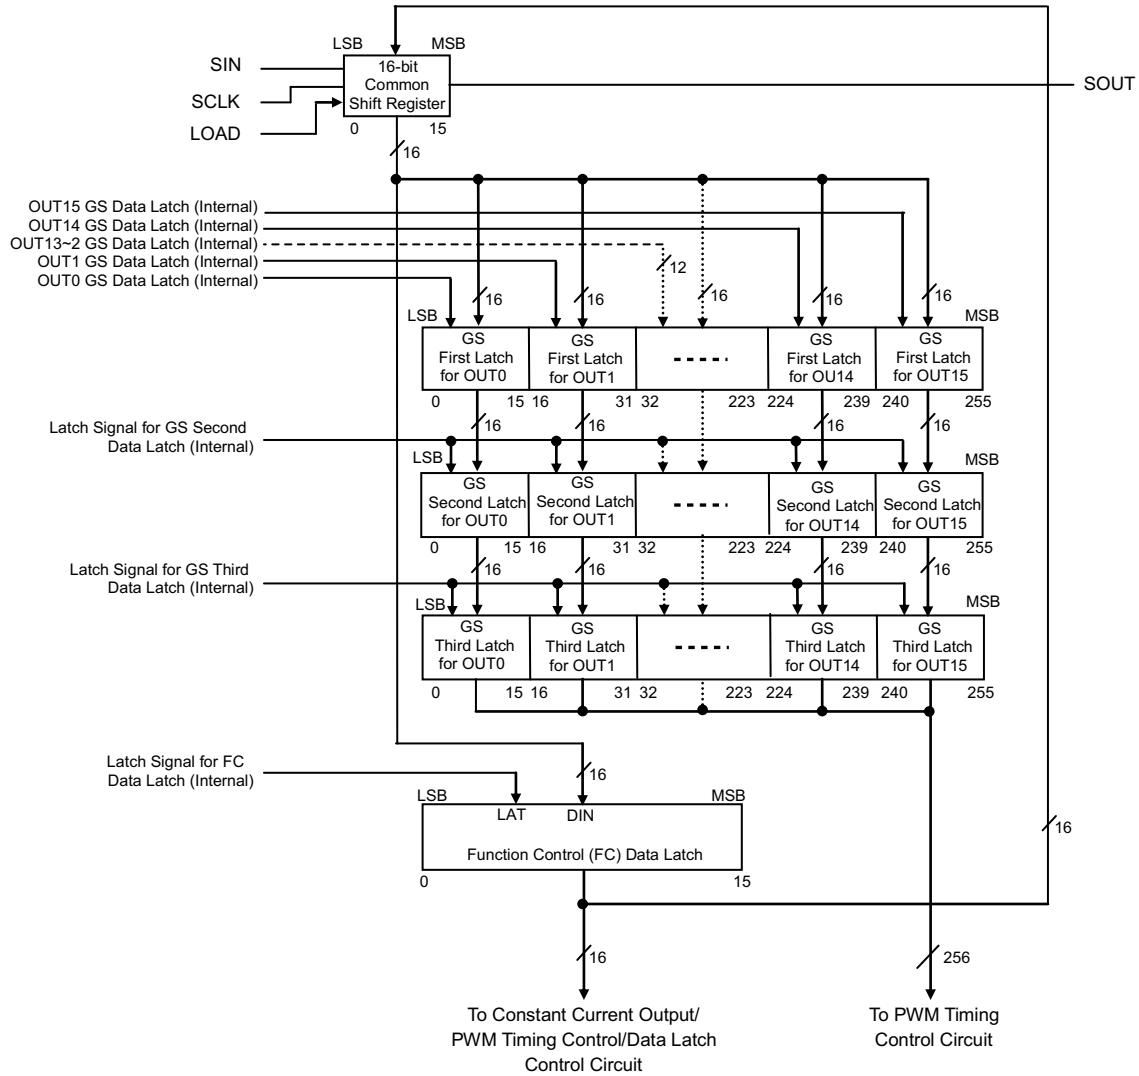 LSB MSB
SIN
SCLK
LOAD
16-bit
Common
Shift Register
0 15
SOUT
16
OUT15 GS Data Latch (Internal)
OUT14 GS Data Latch (Internal)
OUT13~2 GS Data Latch (Internal)
OUT1 GS Data Latch (Internal)
OUT0 GS Data Latch (Internal)
12
16 16 16 16 16
LSB MSB
GS
First Latch
for OUT0
GS
First Latch
for OUT1
GS
First Latch
for OU14
GS
First Latch
for OUT15
0 15 16 31 32 223 224 239 240 255
16 16 16 16
Latch Signal for GS Second
Data Latch (Internal)
LSB MSB
GS
Second Latch
for OUT0
GS
Second Latch
for OUT1
GS
Second Latch
for OUT14
GS
Second Latch
for OUT15
0 15 16 31 32 223 224 239 240 255
16 16 16 16
Latch Signal for GS Third
Data Latch (Internal)
LSB MSB
GS
Third Latch
for OUT0
GS
Third Latch
for OUT1
GS
Third Latch
for OUT14
GS
Third Latch
for OUT15
0 15 16 31 32 223 224 239 240 255
Latch Signal for FC
Data Latch (Internal)
16
LSB MSB
LAT DIN
Function Control (FC) Data Latch
0 15
16
16
256
To Constant Current Output/
PWM Timing Control/Data Latch
Control Circuit
To PWM Timing
Control Circuit